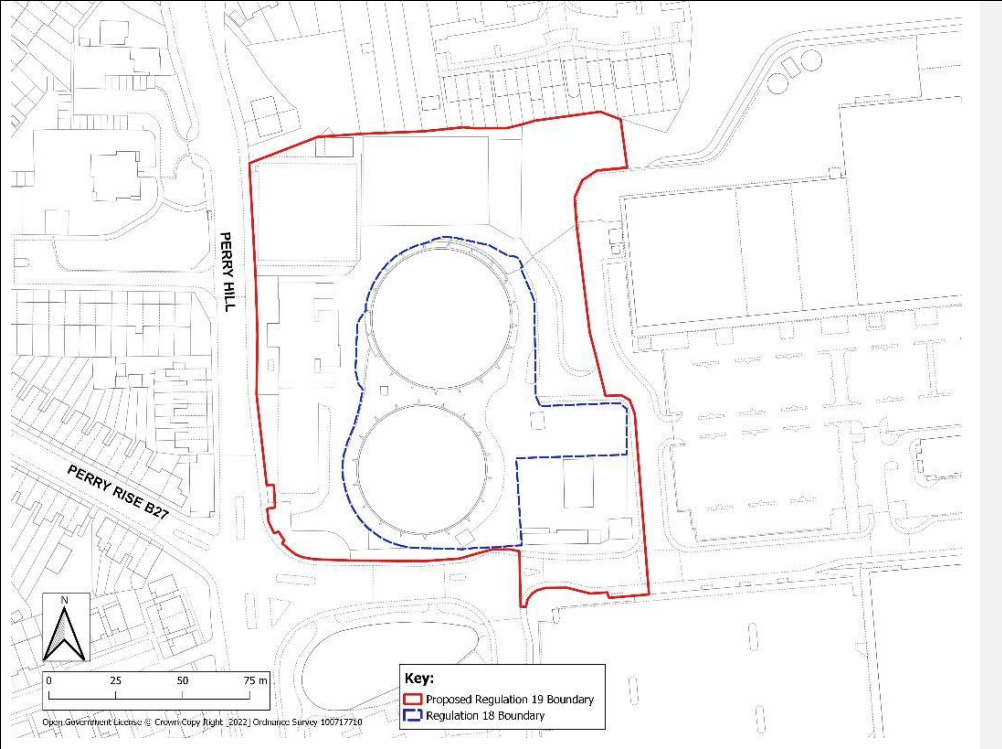 PERRY HILL
PERRY RISE B27
N
0 25 50 75 m
Open Government License © Crown Copy Right [2022] Ordnance Survey 100717710
Key:
Proposed Regulation 19 Boundary
Regulation 18 Boundary